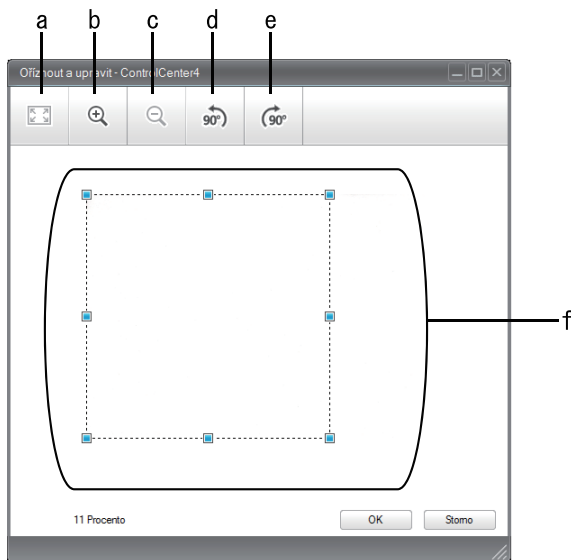 a b c d e
Oříznout a upravit - ControlCenter4
90° 90°
f
11 Procento OK Storno